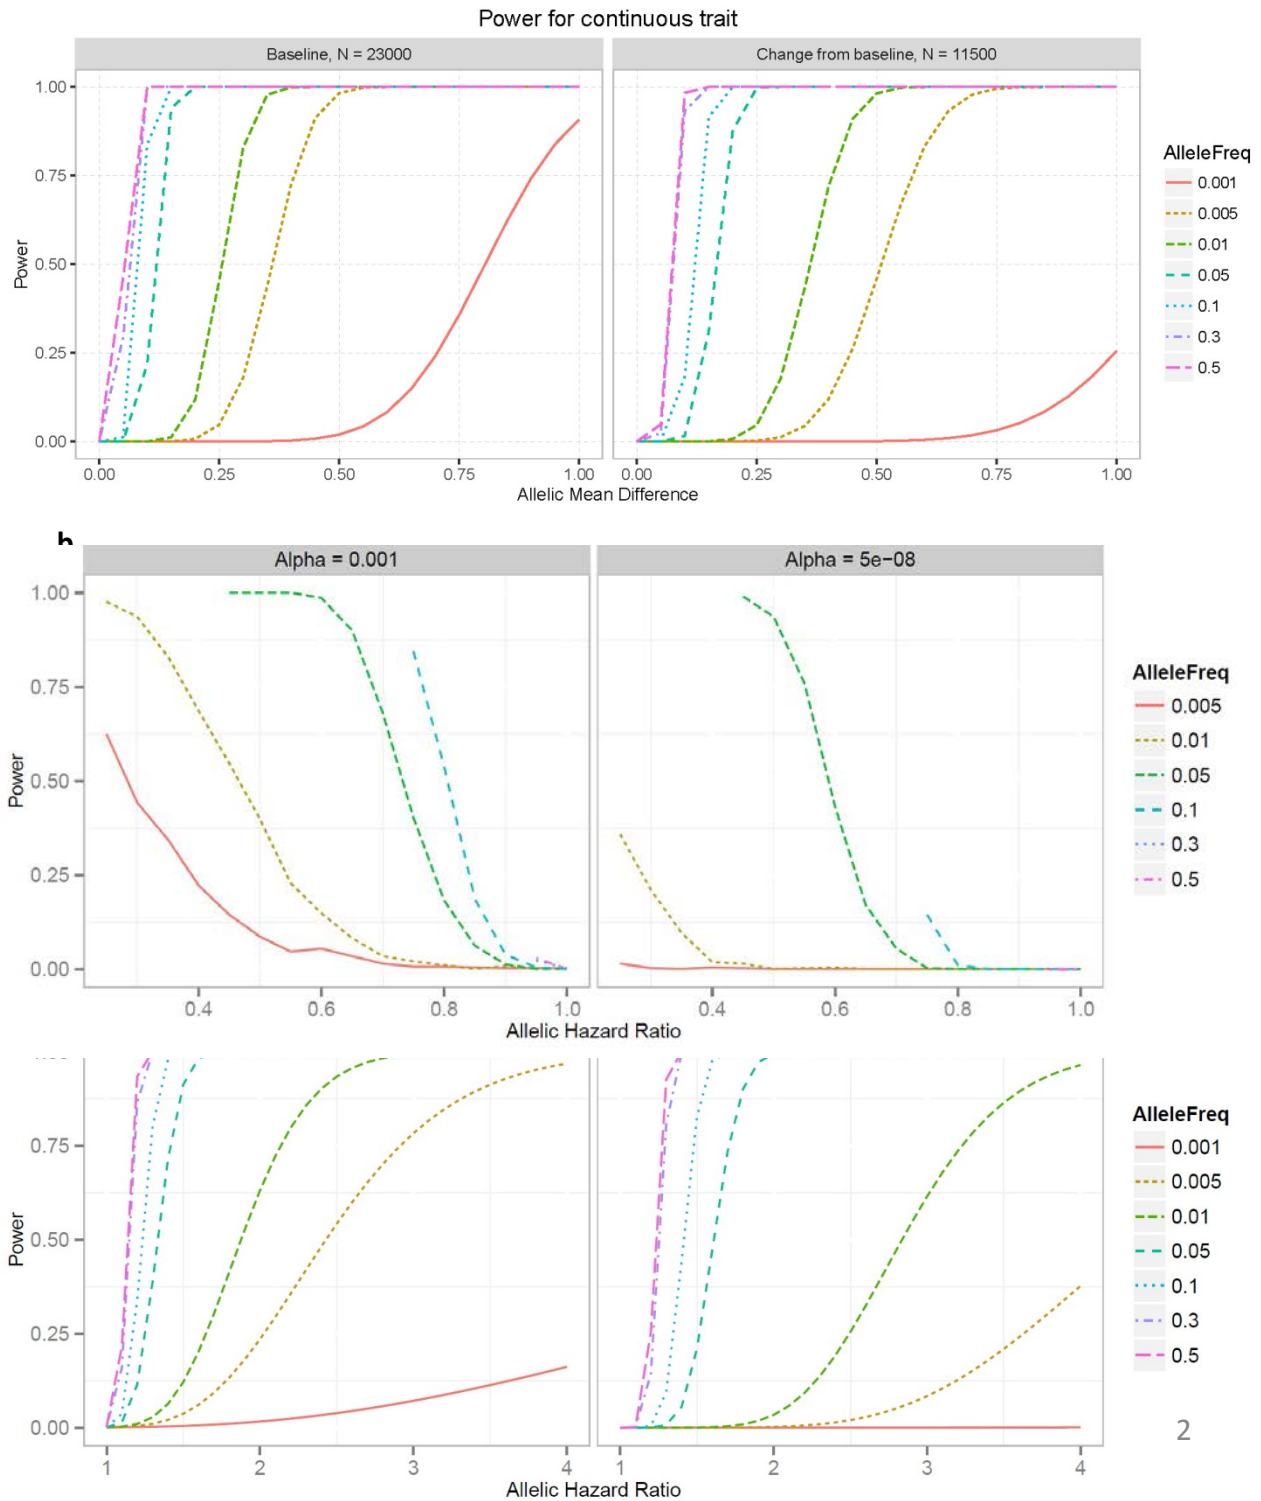 Power for continuous trait
Baseline, N = 23000
Change from baseline, N = 11500
1.00
0.75
0.50
0.25
0.00
Power
0.00 0.25 0.50 0.75 1.00
0.00 0.25 0.50 0.75 1.00
Allelic Mean Difference
AlleleFreq
0.001
0.005
0.01
0.05
0.1
0.3
0.5
Alpha = 0.001
Alpha = 5e−08
1.00
0.75
0.50
0.25
0.00
Power
0.4 0.6 0.8 1.0
0.4 0.6 0.8 1.0
Allelic Hazard Ratio
AlleleFreq
0.005
0.01
0.05
0.1
0.3
0.5
0.75
0.50
0.25
0.00
Power
1 2 3 4
1 2 3 4
Allelic Hazard Ratio
AlleleFreq
0.001
0.005
0.01
0.05
0.1
0.3
0.5
2